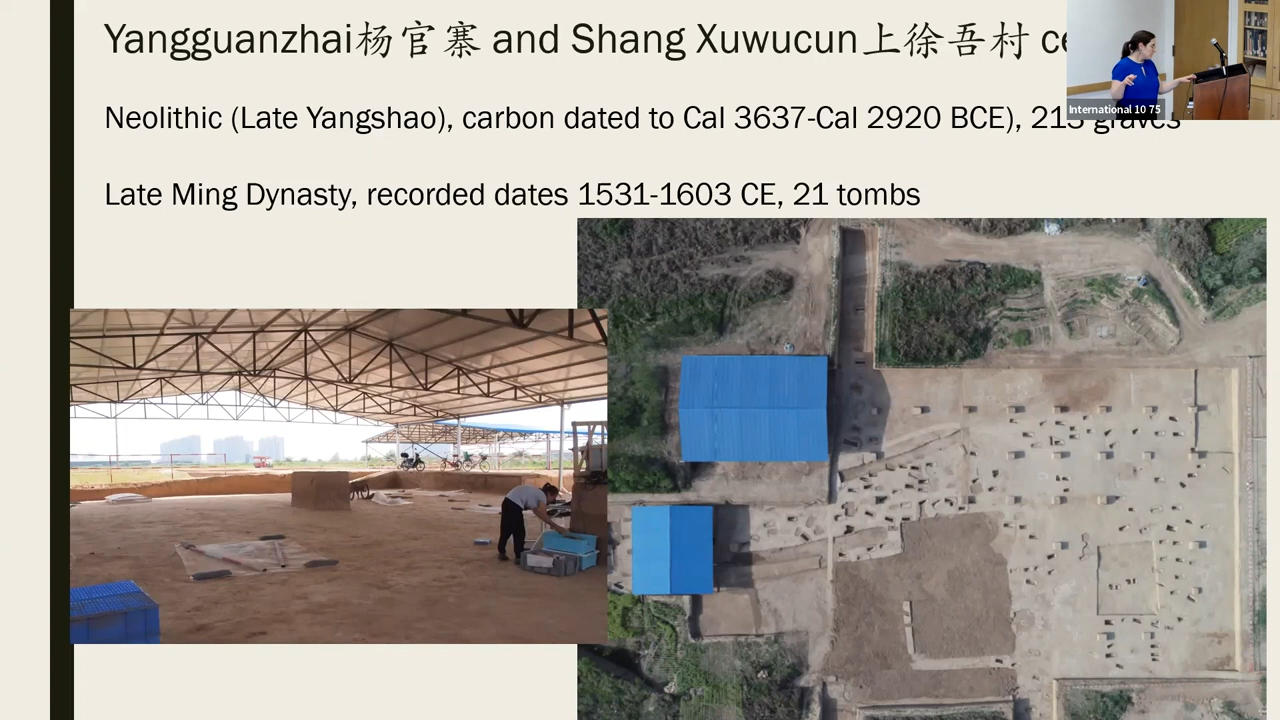 Yangguanzhai杨官寨 and Shang Xuwucun上徐吾村
International 10 75
Neolithic (Late Yangshao), carbon dated to Cal 3637-Cal 2920 BCE), 213 graves
Late Ming Dynasty, recorded dates 1531-1603 CE, 21 tombs